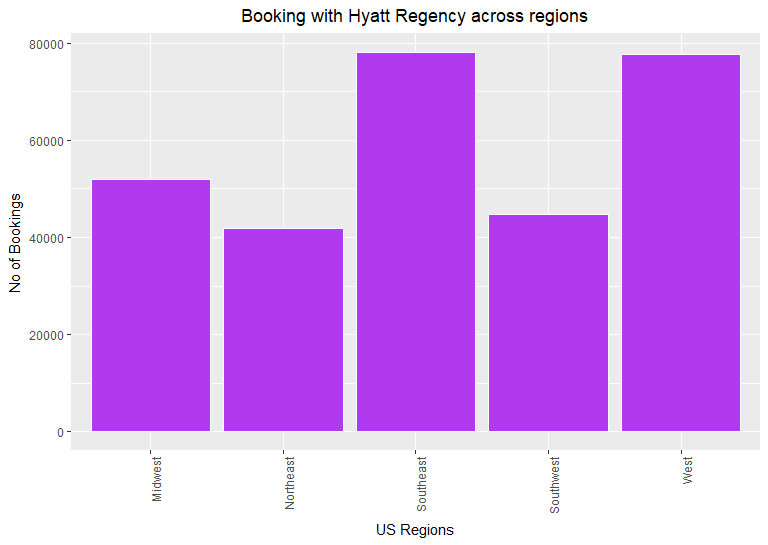 Booking with Hyatt Regency across regions
80000
60000
40000
20000
0
No of Bookings
Midwest
Northeast
Southeast
Southwest
West
US Regions